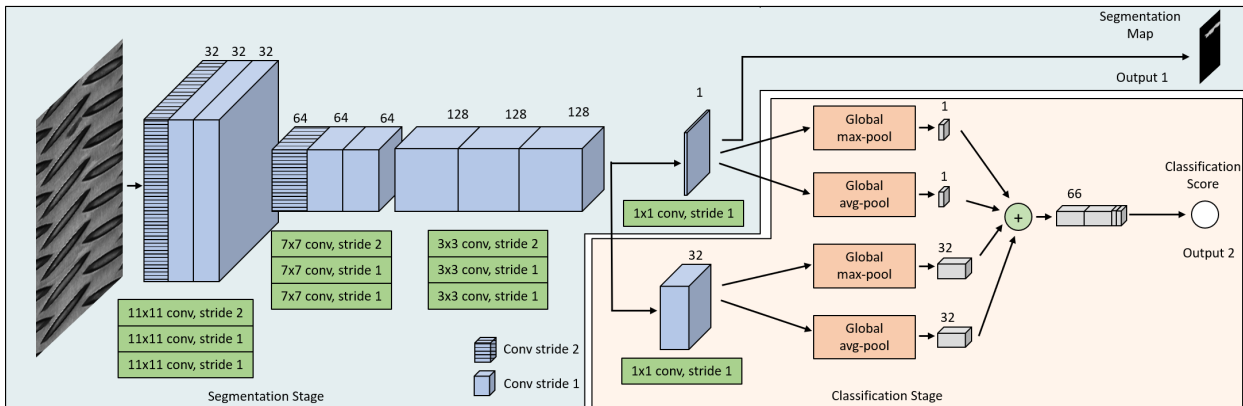 32 32 32
64 64 64
128 128 128
11x11 conv, stride 2
11x11 conv, stride 1
11x11 conv, stride 1
7x7 conv, stride 2
7x7 conv, stride 1
7x7 conv, stride 1
3x3 conv, stride 2
3x3 conv, stride 1
3x3 conv, stride 1
Conv stride 2
Conv stride 1
Segmentation Stage
1
1x1 conv, stride 1
Segmentation
Map
Output 1
32
1x1 conv, stride 1
Global
max-pool
1
Global
avg-pool
1
Global
max-pool
32
Global
avg-pool
32
+
66
Classification
Score
Output 2
Classification Stage